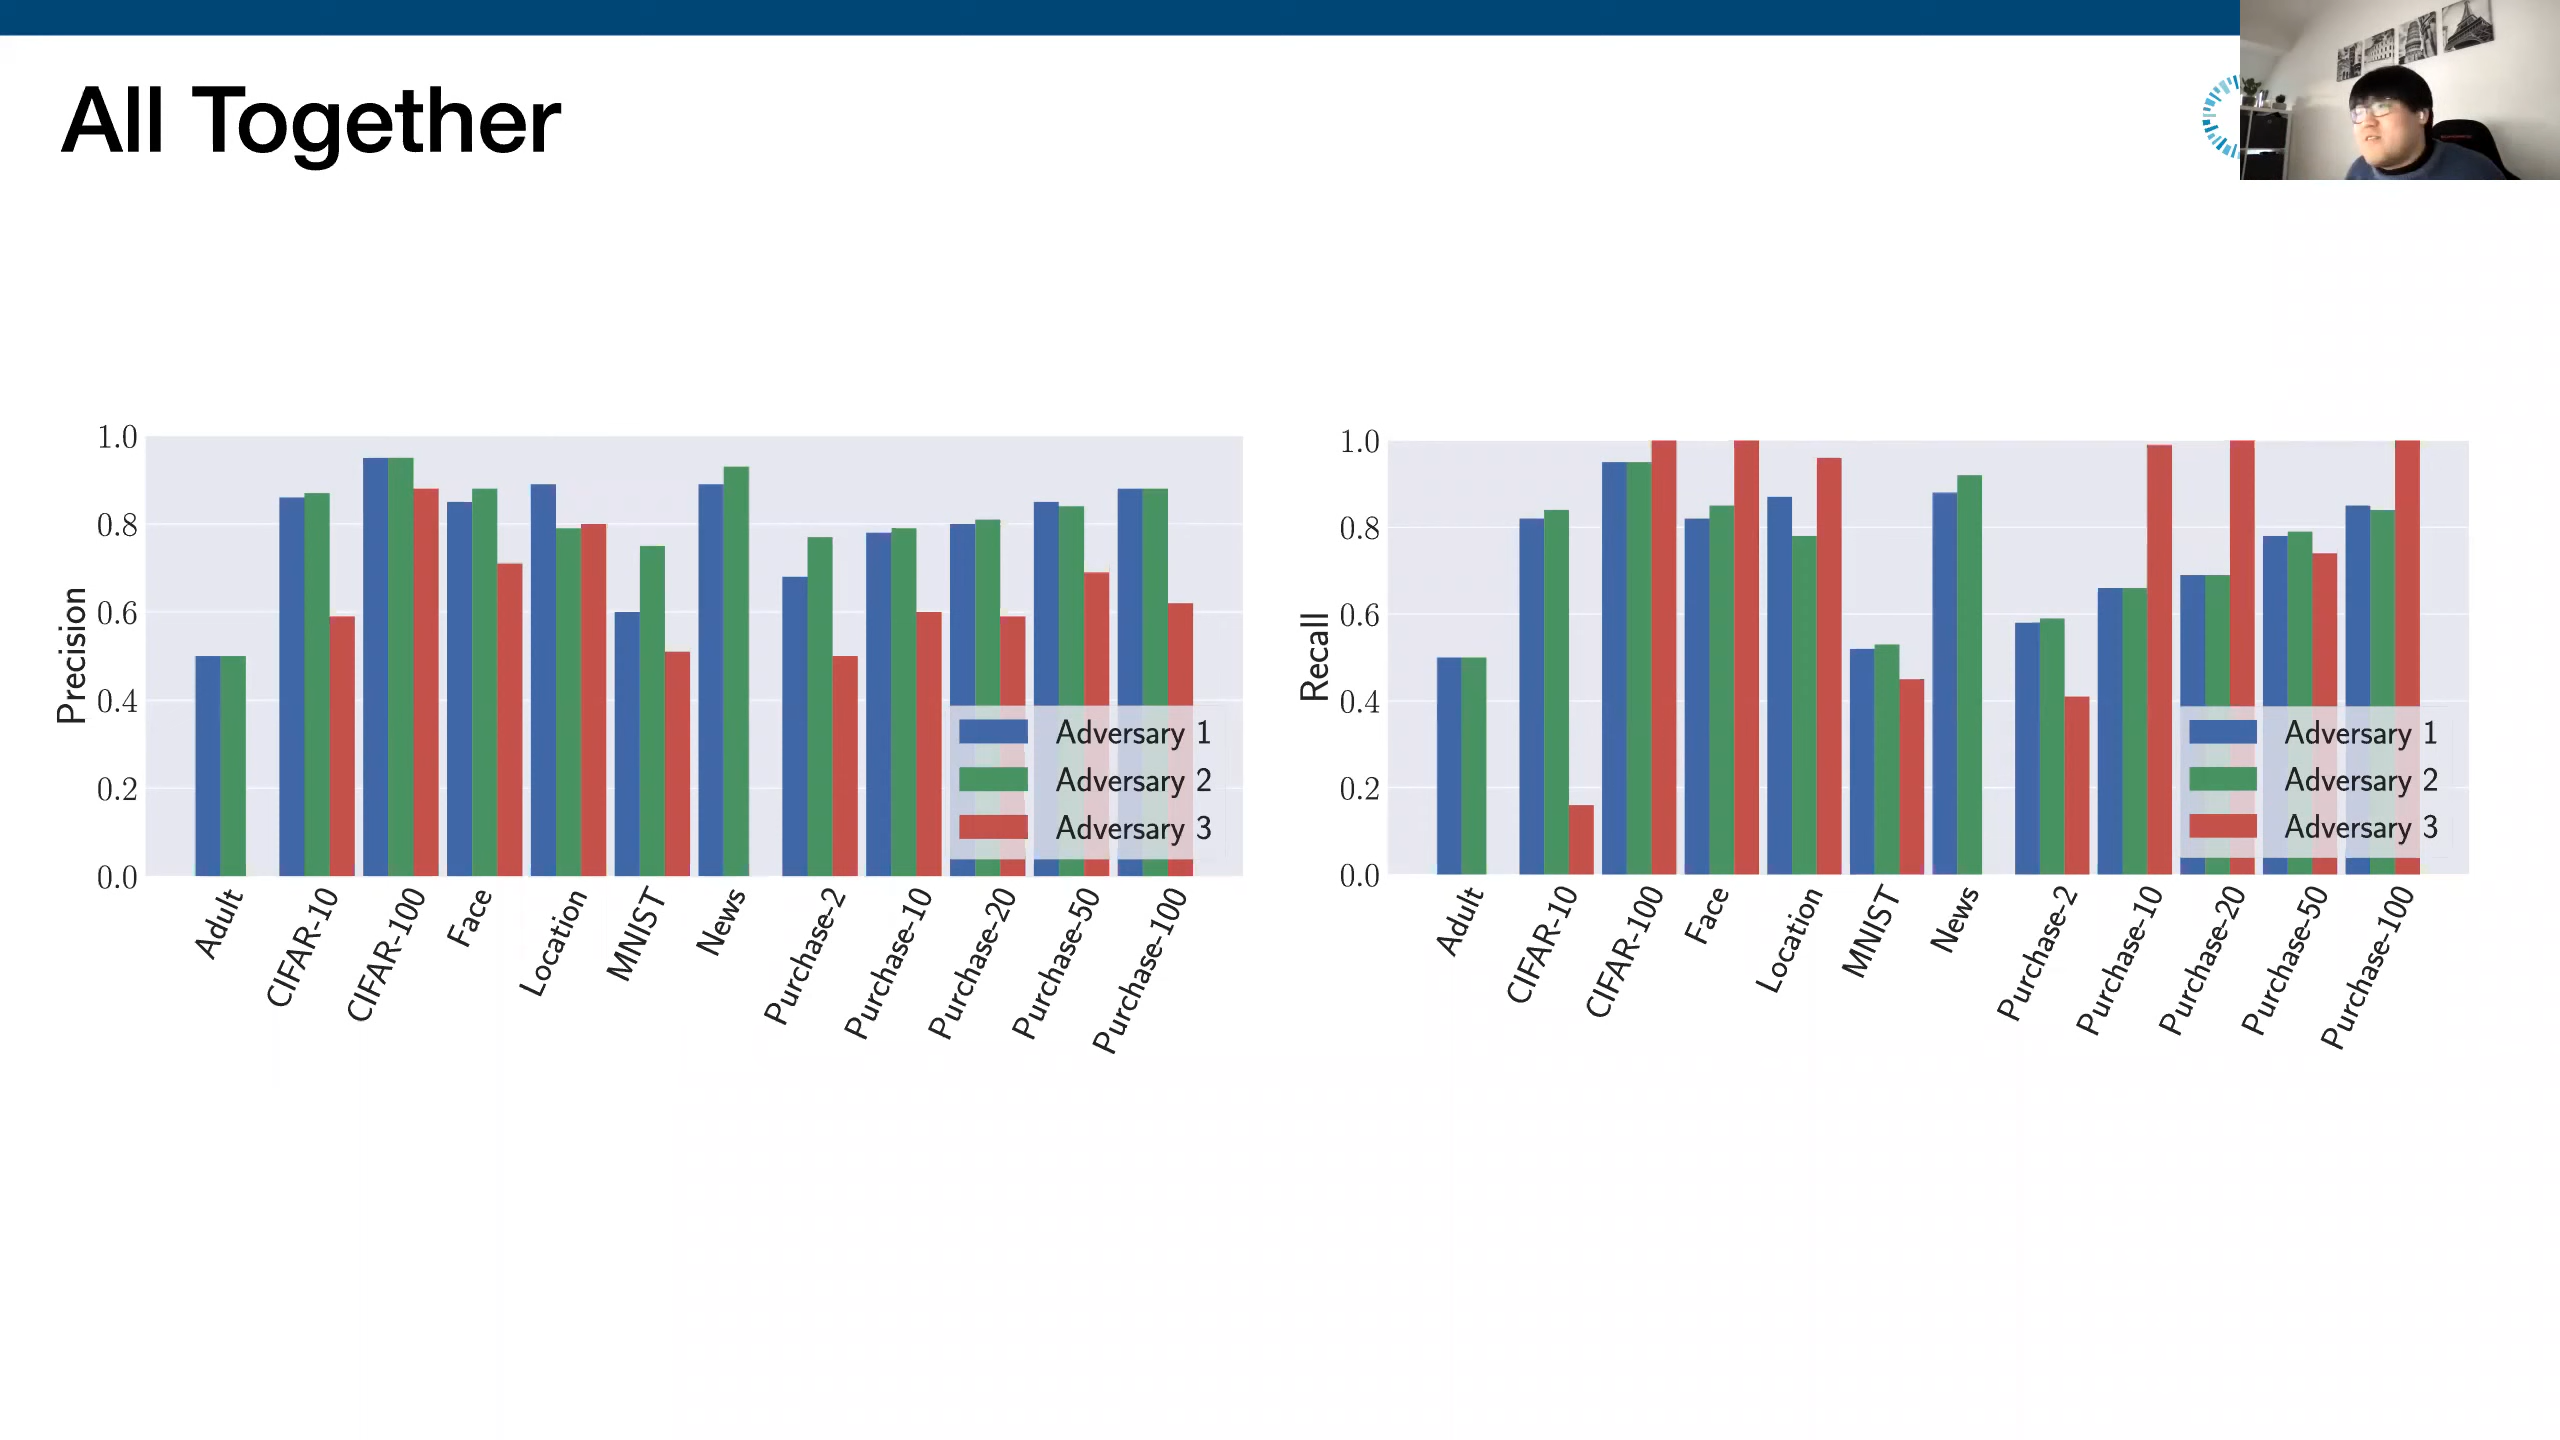 All Together
Precision
1.0
0.8
0.6
0.4
0.2
0.0
Adversary 1
Adversary 2
Adversary 3
Adult
CIFAR-10
CIFAR-100
Face
Location
MNIST
News
Purchase-2
Purchase-10
Purchase-20
Purchase-50
Purchase-100
Recall
1.0
0.8
0.6
0.4
0.2
0.0
Adversary 1
Adversary 2
Adversary 3
Adult
CIFAR-10
CIFAR-100
Face
Location
MNIST
News
Purchase-2
Purchase-10
Purchase-20
Purchase-50
Purchase-100